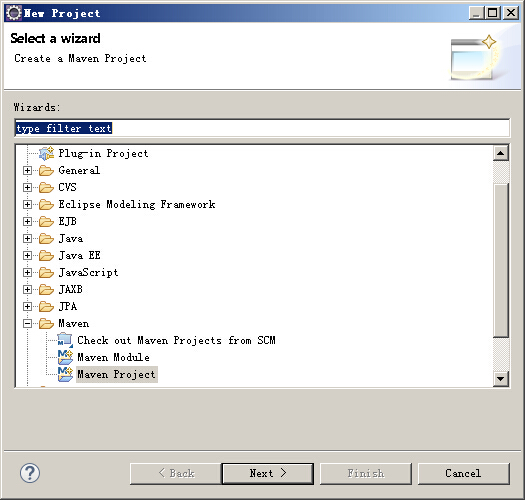 New Project
Select a wizard
Create a Maven Project
Wizards:
type filter text
Plug-in Project
General
CVS
Eclipse Modeling Framework
EJB
Java
Java EE
JavaScript
JAXB
JPA
Maven
Check out Maven Projects from SCM
Maven Module
Maven Project
< Back Next > Finish Cancel